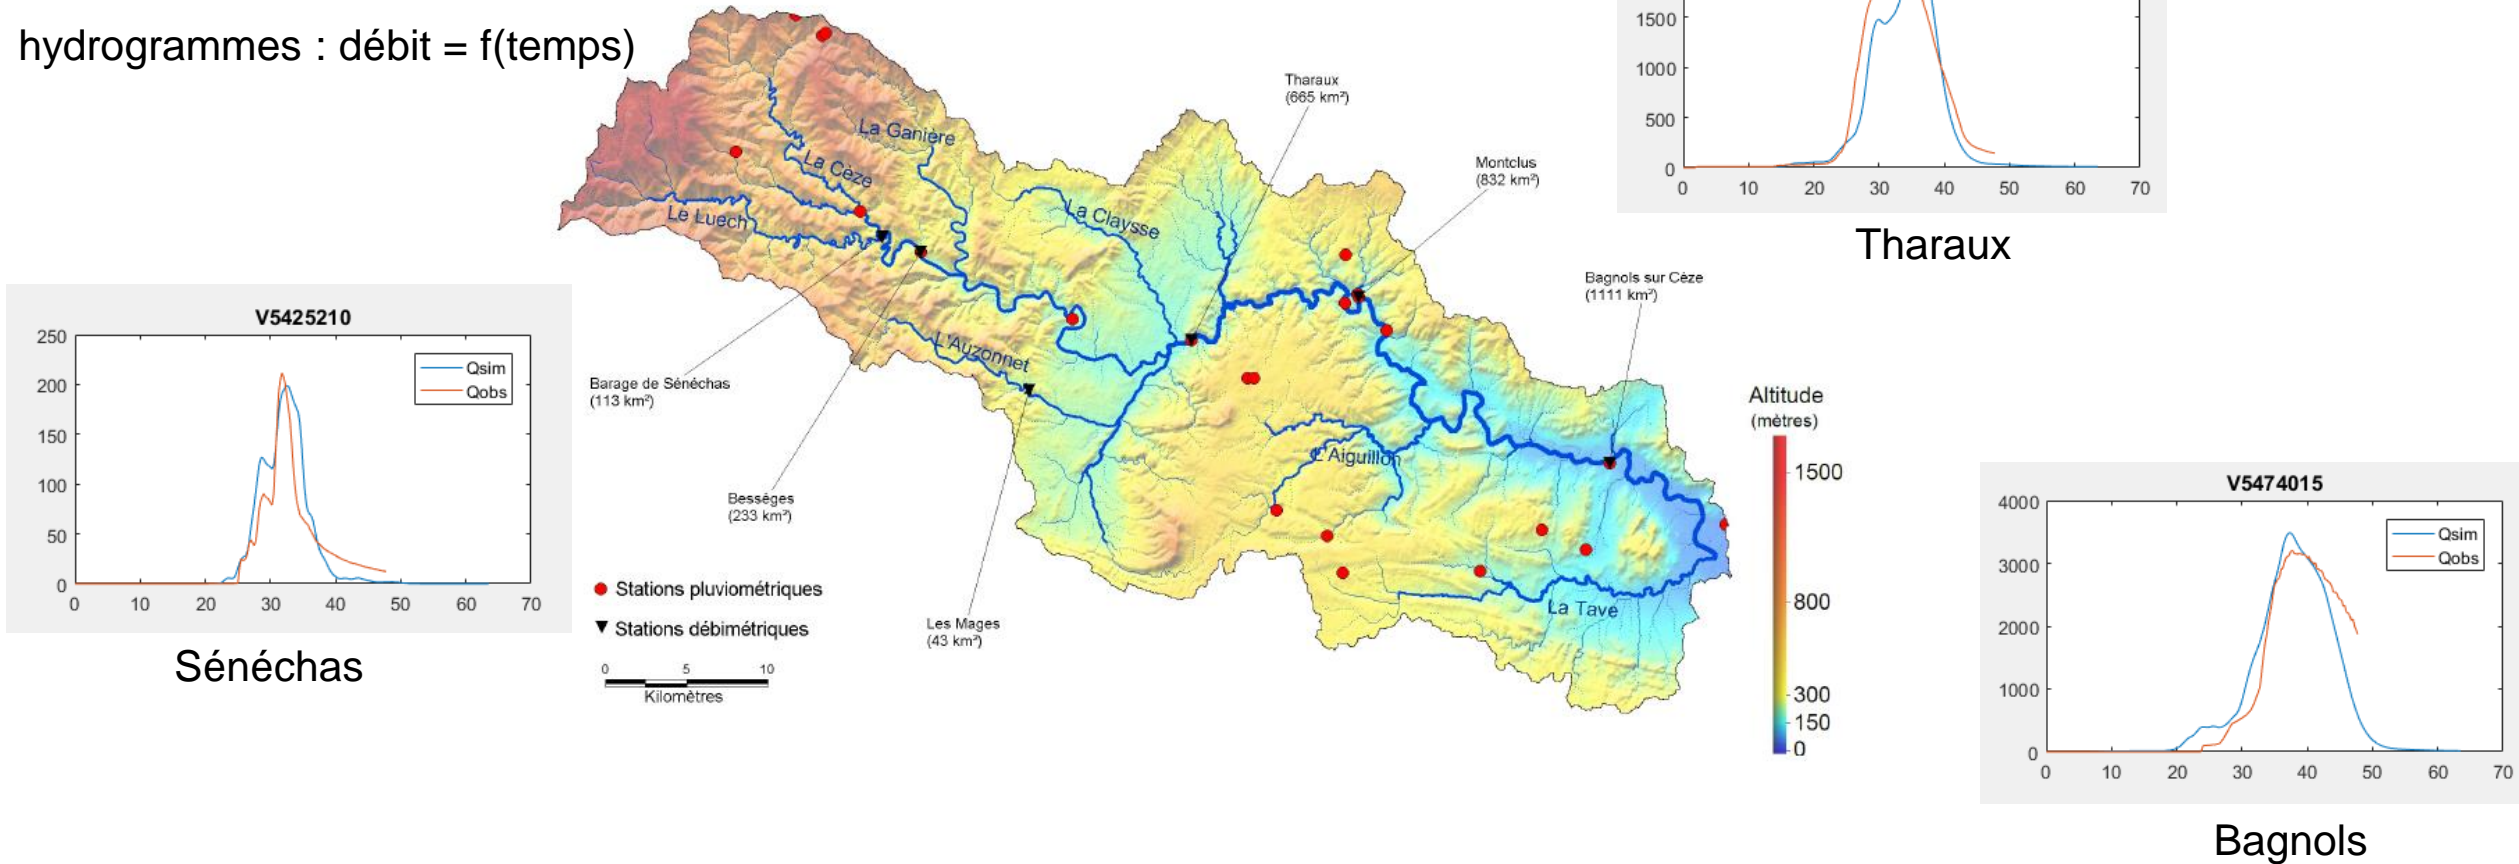 hydrogrammes : débit = f(temps)
1500
1000
500
0
0 10 20 30 40 50 60 70
Tharaux
Tharaux
(665 km²)
Montclus
(832 km²)
Bagnols sur Cèze
(1111 km²)
La Ganière
La Cèze
Le Luech
La Claysse
L'Auzonnet
L'Aiguillon
La Tave
Barage de Sénéchas
(113 km²)
Bességes
(233 km²)
Les Mages
(43 km²)
V5425210
250
200
150
100
50
0
0 10 20 30 40 50 60 70
Qsim
Qobs
Sénéchas
Stations pluviométriques
Stations débimétriques
0 5 10
Kilomètres
Altitude
(mètres)
1500
800
300
150
0
V5474015
4000
3000
2000
1000
0
0 10 20 30 40 50 60 70
Qsim
Qobs
Bagnols